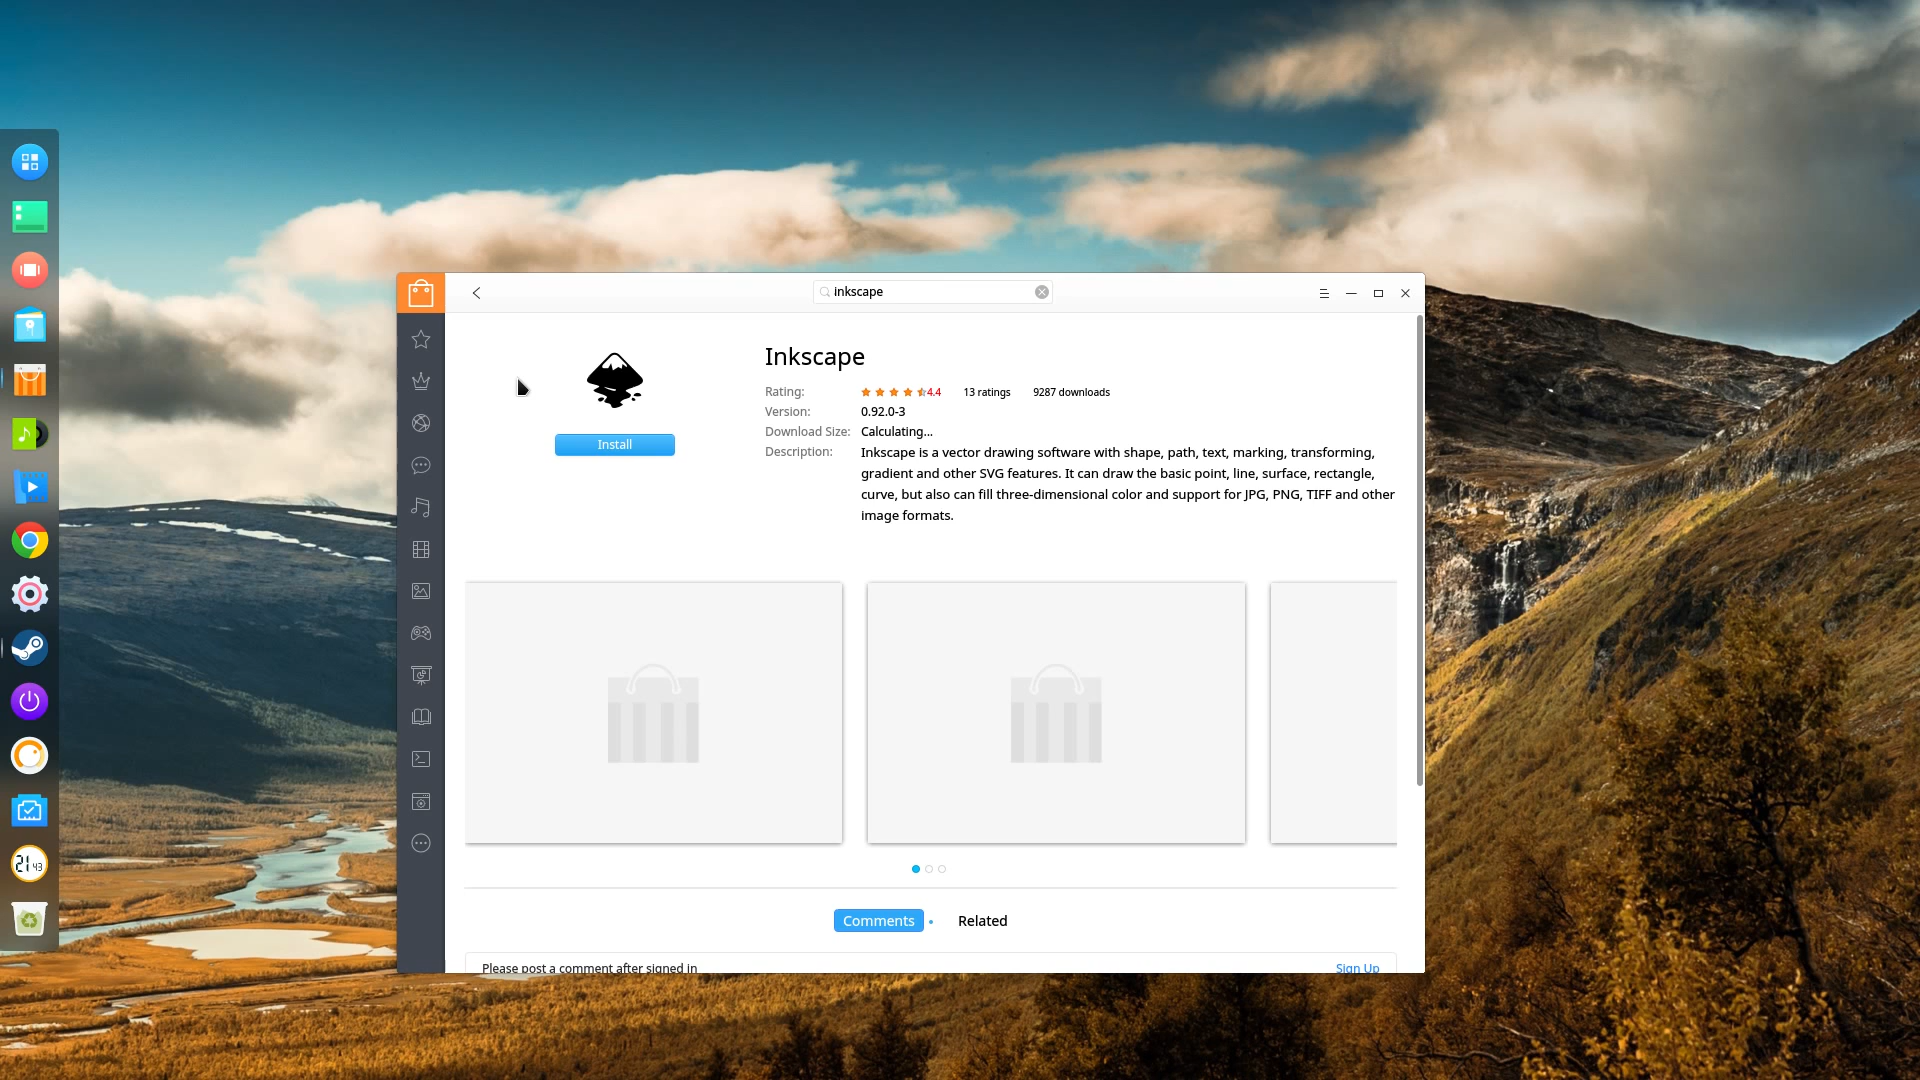 inkscape
Inkscape
Rating: 4.4 13 ratings 9287 downloads
Version: 0.92.0-3
Download Size: Calculating...
Description: Inkscape is a vector drawing software with shape, path, text, marking, transforming,
gradient and other SVG features. It can draw the basic point, line, surface, rectangle,
curve, but also can fill three-dimensional color and support for JPG, PNG, TIFF and other
image formats.
Install
Comments Related
Please post a comment after signed in Sign Up
21 43